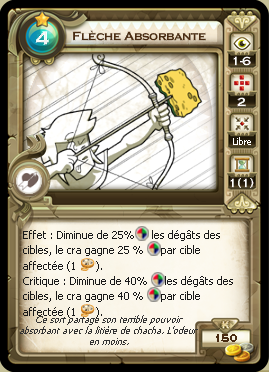 4
Flèche Absorbante
1-6
2
Libre
1(1)
Effet : Diminue de 25% les dégâts des
cibles, le cra gagne 25 % par cible
affectée (1 ).
Critique : Diminue de 40% les dégâts des
cibles, le cra gagne 40 % par cible
affectée (1 ).
Ce sort partage son terrible pouvoir
absorbant avec la litière de chacha. L'odeur
en moins.
K
150